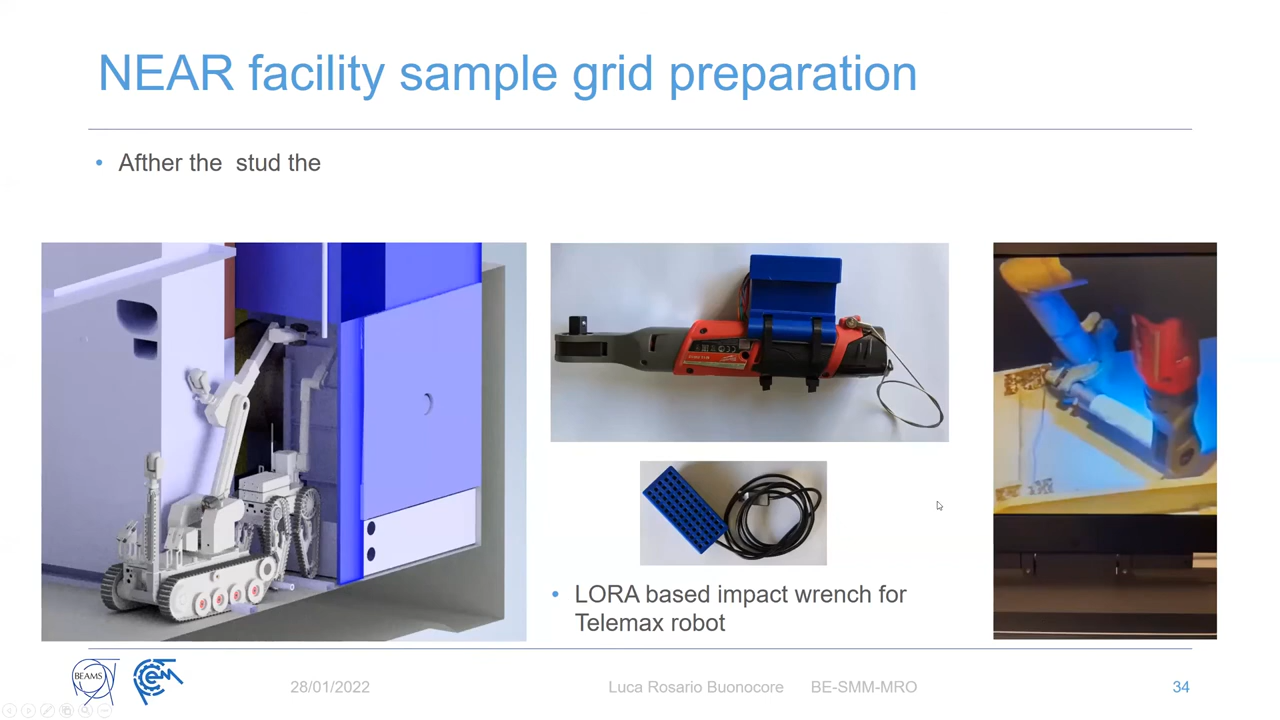 NEAR facility sample grid preparation
• Afther the  stud the
• LORA based impact wrench for
Telemax robot
BEAMS
28/01/2022
Luca Rosario Buonocore
BE-SMM-MRO
34